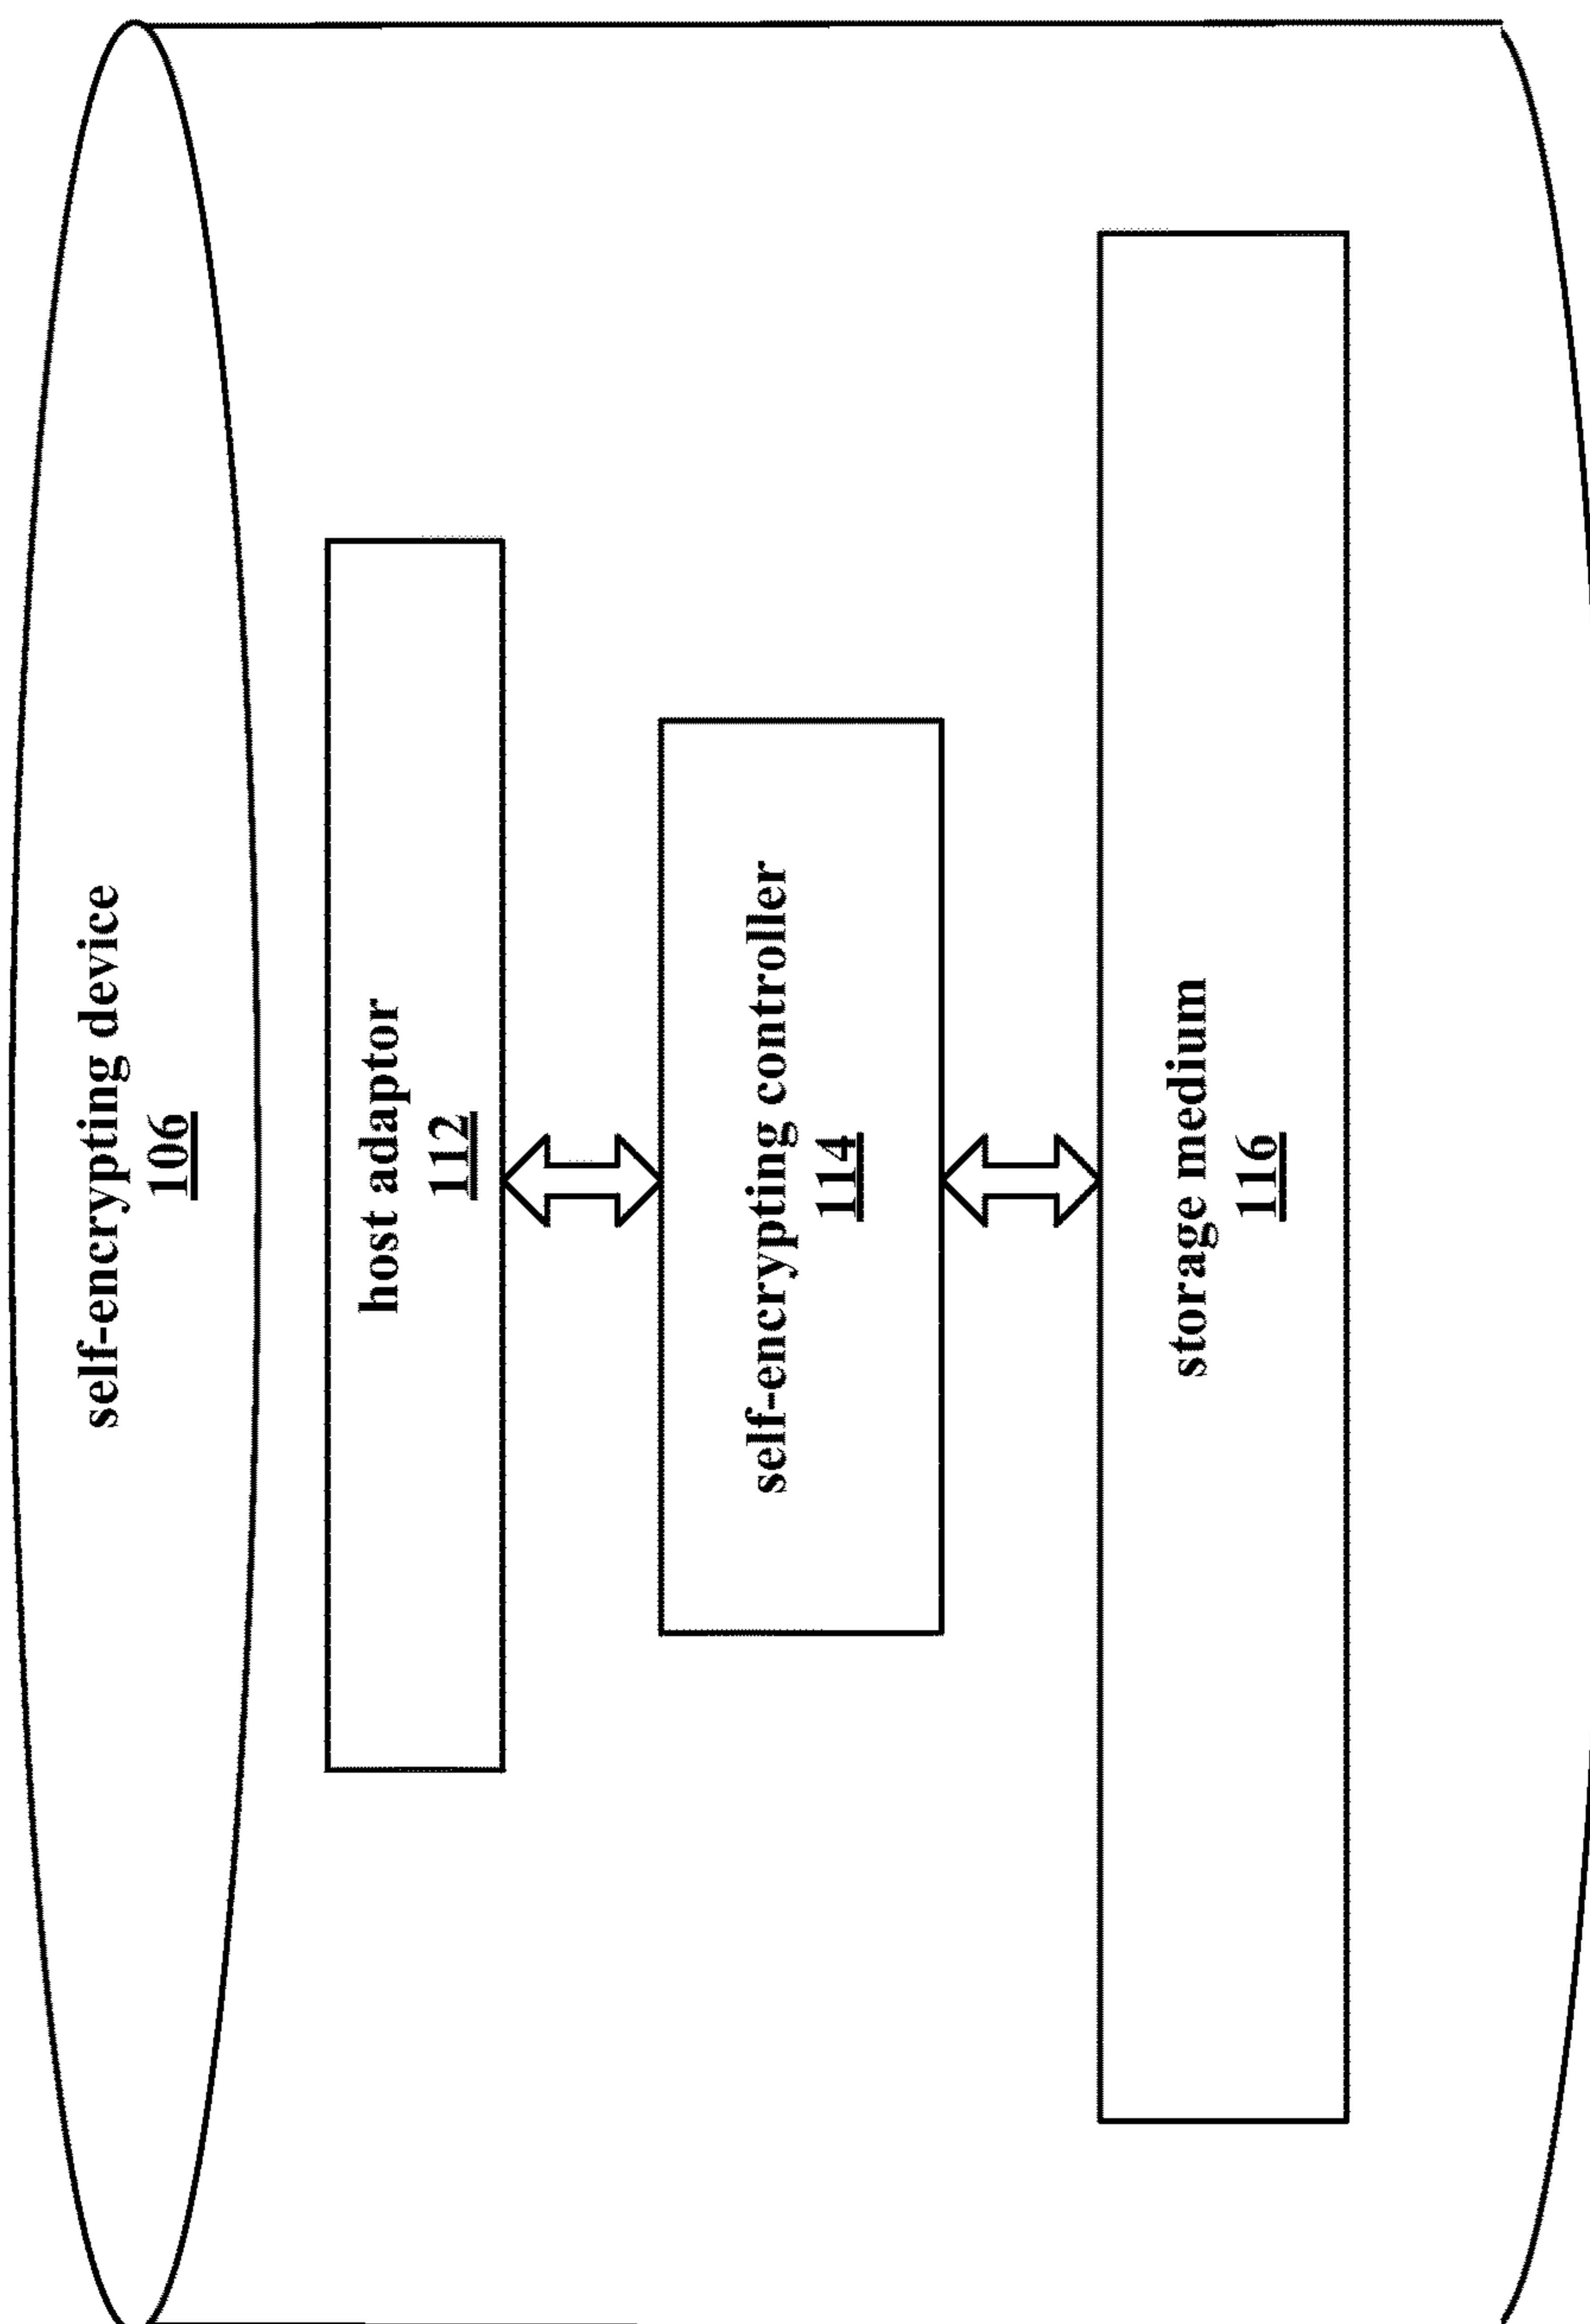 self-encrypting device
106
host adaptor
112
self-encrypting controller
114
storage medium
116